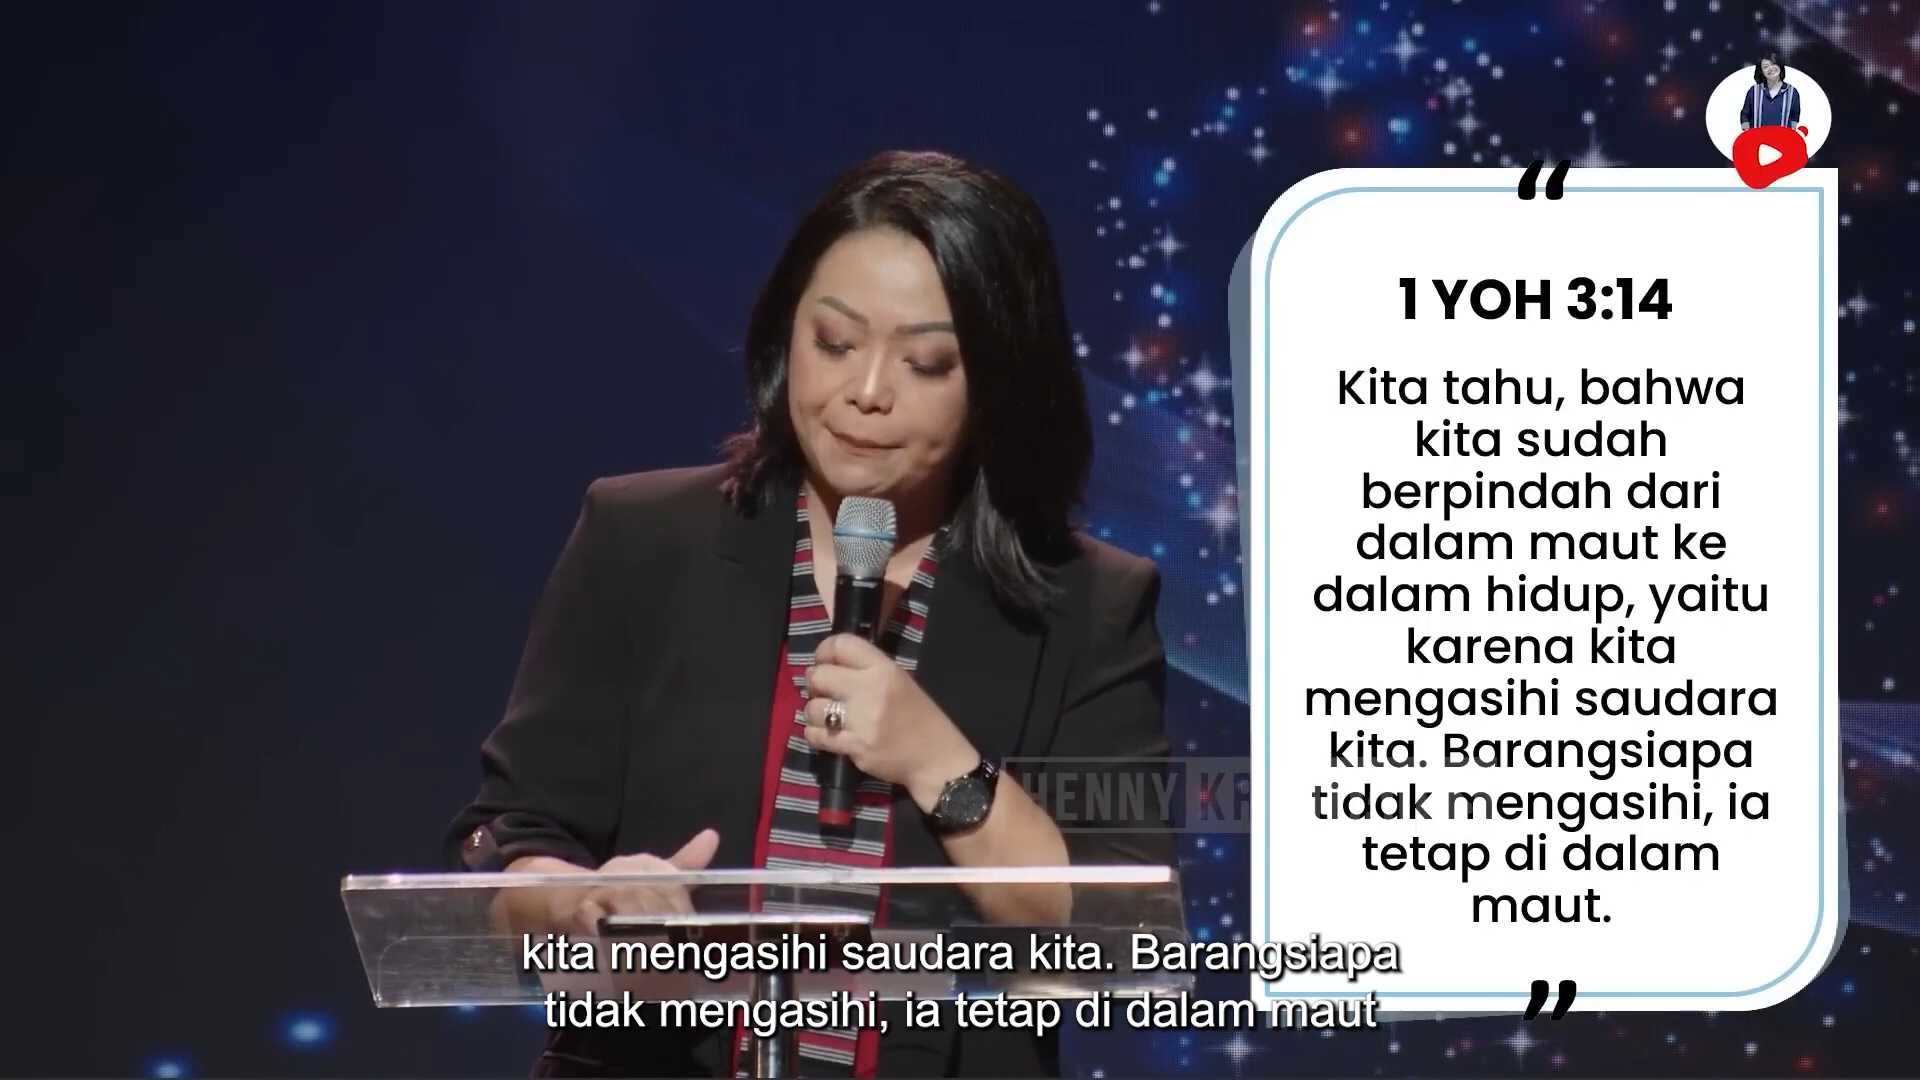 “
1 YOH 3:14
Kita tahu, bahwa
kita sudah
berpindah dari
dalam maut ke
dalam hidup, yaitu
karena kita
mengasihi saudara
kita. Barangsiapa
tidak mengasihi, ia
tetap di dalam
maut.
”
HENNY
kita mengasihi saudara kita. Barangsiapa
tidak mengasihi, ia tetap di dalam maut